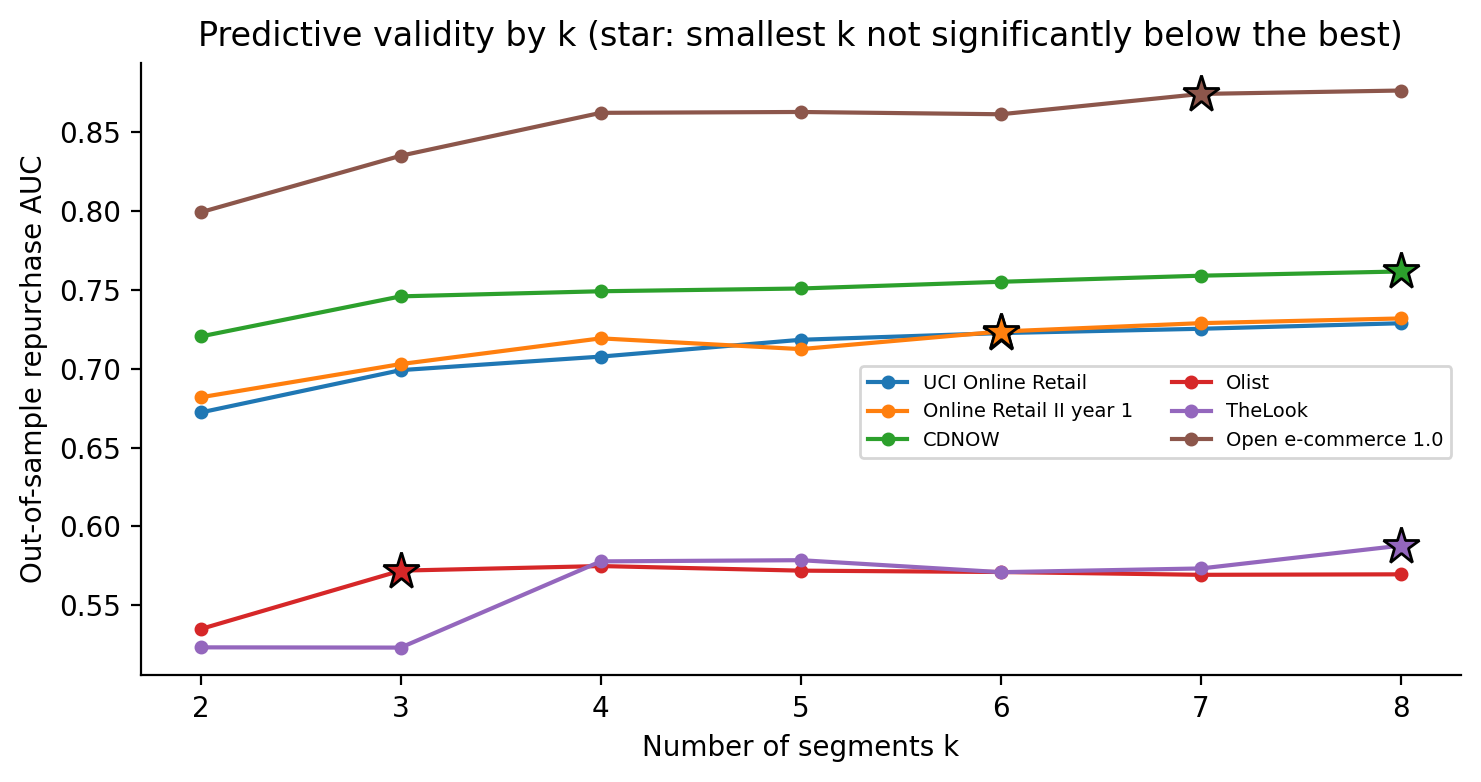 Predictive validity by k (star: smallest k not significantly below the best)
Out-of-sample repurchase AUC
0.85
0.80
0.75
0.70
0.65
0.60
0.55
UCI Online Retail
Online Retail II year 1
CDNOW
Olist
TheLook
Open e-commerce 1.0
2 3 4 5 6 7 8
Number of segments k